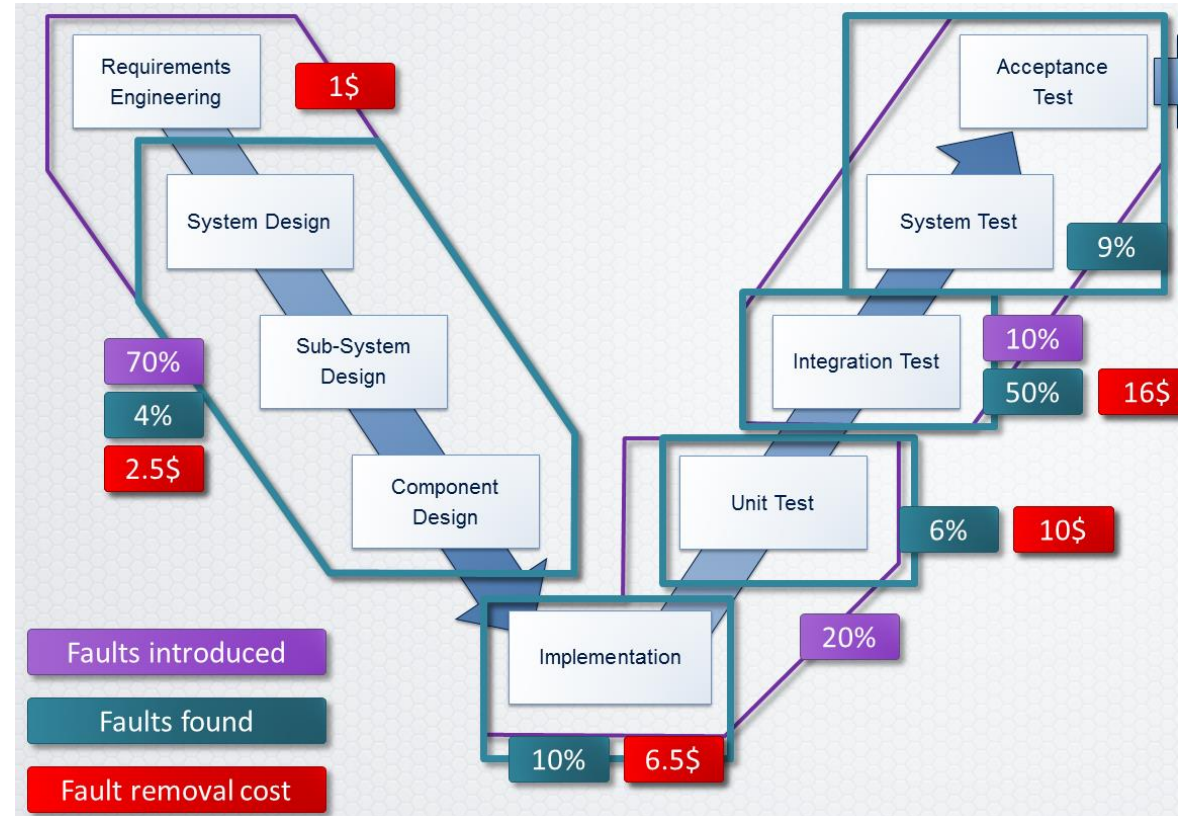 Requirements
Engineering
1$
Acceptance
Test
System Design
System Test
9%
Sub-System
Design
Integration Test
70%
10%
4%
50%
16$
2.5$
Component
Design
Unit Test
6%
10$
Implementation
20%
Faults introduced
Faults found
10%
6.5$
Fault removal cost